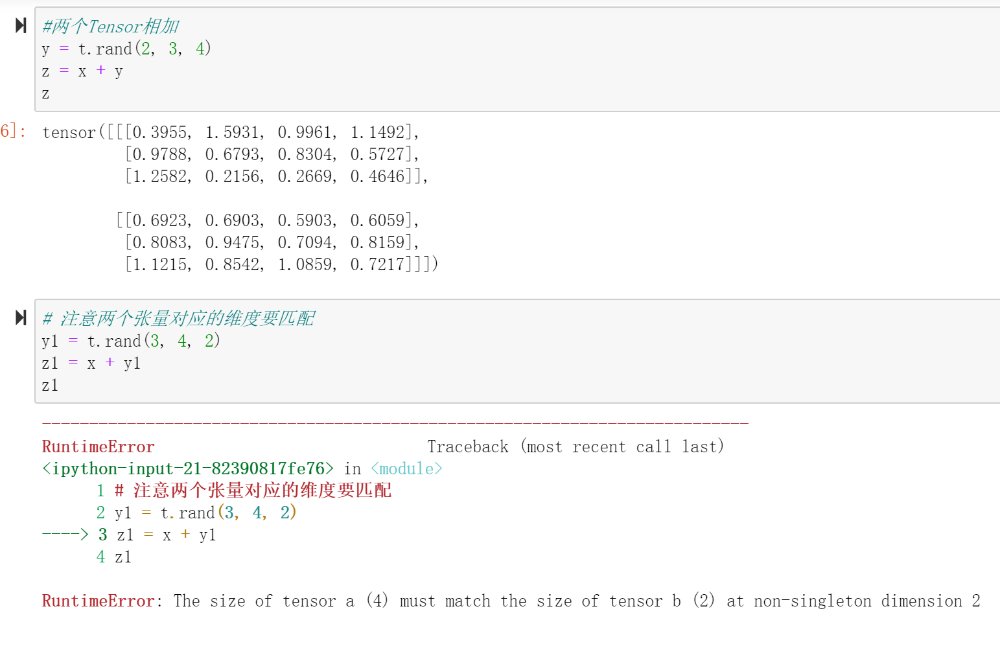 #两个Tensor相加
y = t.rand(2, 3, 4)
z = x + y
z
6]: tensor([[[0.3955, 1.5931, 0.9961, 1.1492],
[0.9788, 0.6793, 0.8304, 0.5727],
[1.2582, 0.2156, 0.2669, 0.4646]],
[[0.6923, 0.6903, 0.5903, 0.6059],
[0.8083, 0.9475, 0.7094, 0.8159],
[1.1215, 0.8542, 1.0859, 0.7217]]])
# 注意两个张量对应的维度要匹配
y1 = t.rand(3, 4, 2)
z1 = x + y1
z1
---------------------------------------------------------------------------
RuntimeError                              Traceback (most recent call last)
<ipython-input-21-82390817fe76> in <module>
1 # 注意两个张量对应的维度要匹配
2 y1 = t.rand(3, 4, 2)
----> 3 z1 = x + y1
4 z1
RuntimeError: The size of tensor a (4) must match the size of tensor b (2) at non-singleton dimension 2